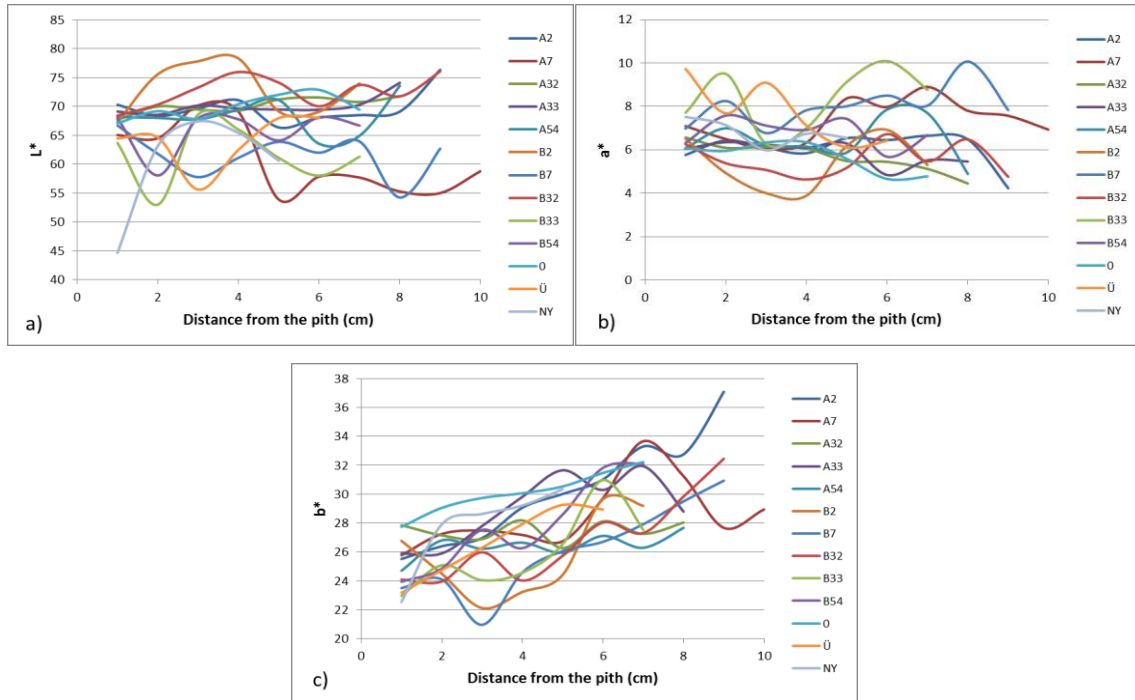 L*
85
80
75
70
65
60
55
50
45
40
0 2 4 6 8 10
Distance from the pith (cm)
a)
A2
A7
A32
A33
A54
B2
B7
B32
B33
B54
0
Ü
NY
a*
12
10
8
6
4
2
0
0 2 4 6 8 10
Distance from the pith (cm)
b)
A2
A7
A32
A33
A54
B2
B7
B32
B33
B54
0
Ü
NY
b*
38
36
34
32
30
28
26
24
22
20
0 2 4 6 8 10
Distance from the pith (cm)
c)
A2
A7
A32
A33
A54
B2
B7
B32
B33
B54
0
Ü
NY